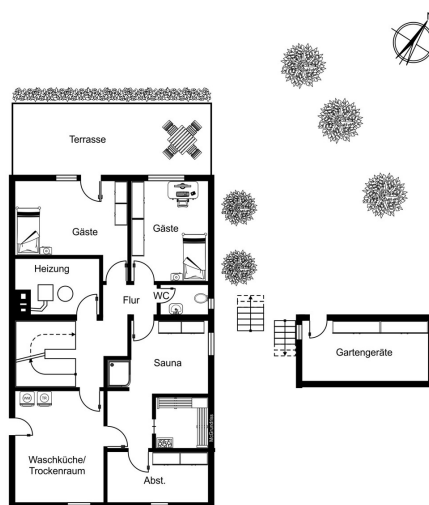 N
Terrasse
Gäste
Gäste
Heizung
Flur
WC
Sauna
Gartengeräte
Waschküche/
Trockenraum
Abst.